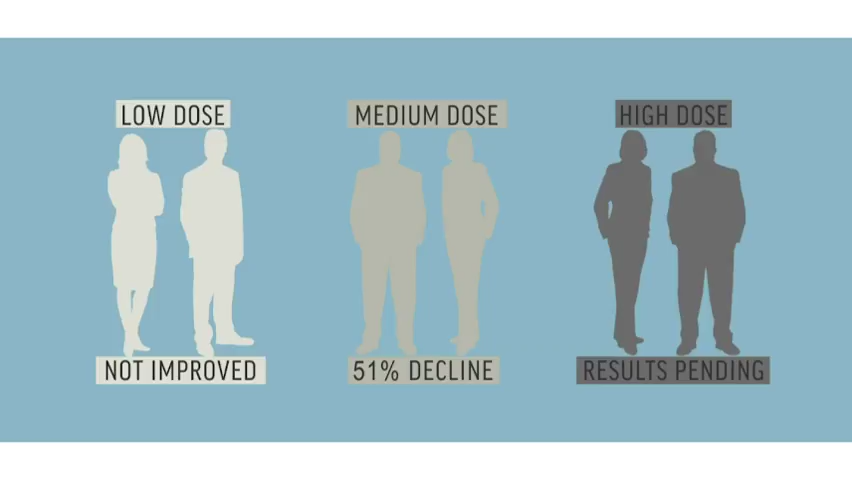 LOW DOSE
MEDIUM DOSE
HIGH DOSE
NOT IMPROVED
51% DECLINE
RESULTS PENDING